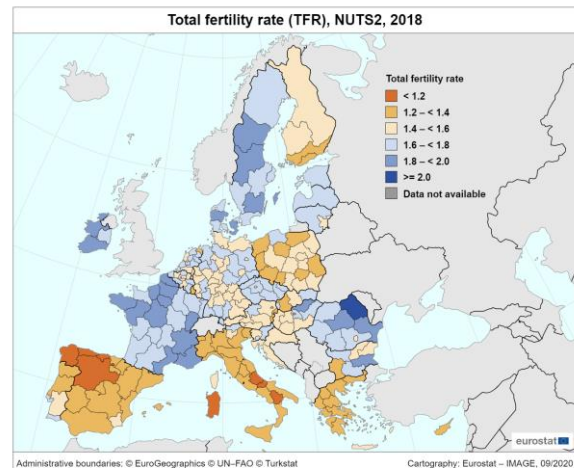 Total fertility rate (TFR), NUTS2, 2018
Total fertility rate
< 1.2
1.2 – < 1.4
1.4 – < 1.6
1.6 – < 1.8
1.8 – < 2.0
>= 2.0
Data not available
eurostat
Administrative boundaries: © EuroGeographics © UN–FAO © Turkstat
Cartography: Eurostat – IMAGE, 09/2020